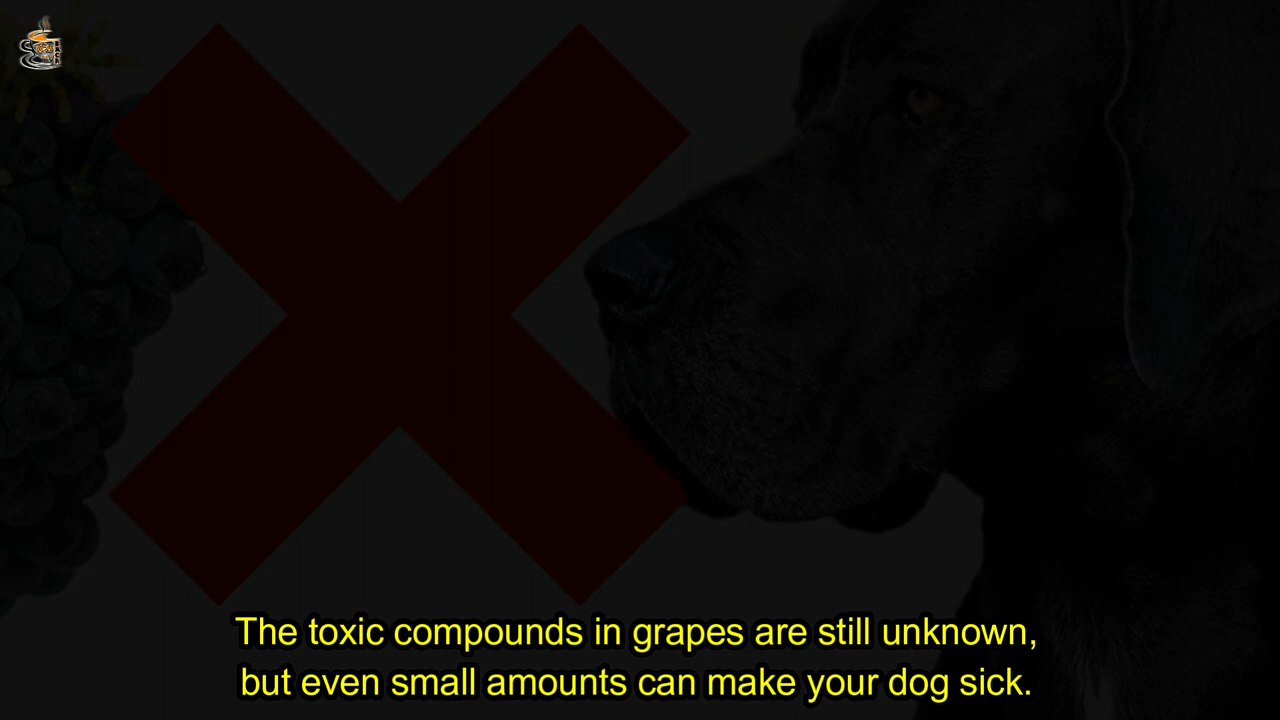 The toxic compounds in grapes are still unknown,
but even small amounts can make your dog sick.